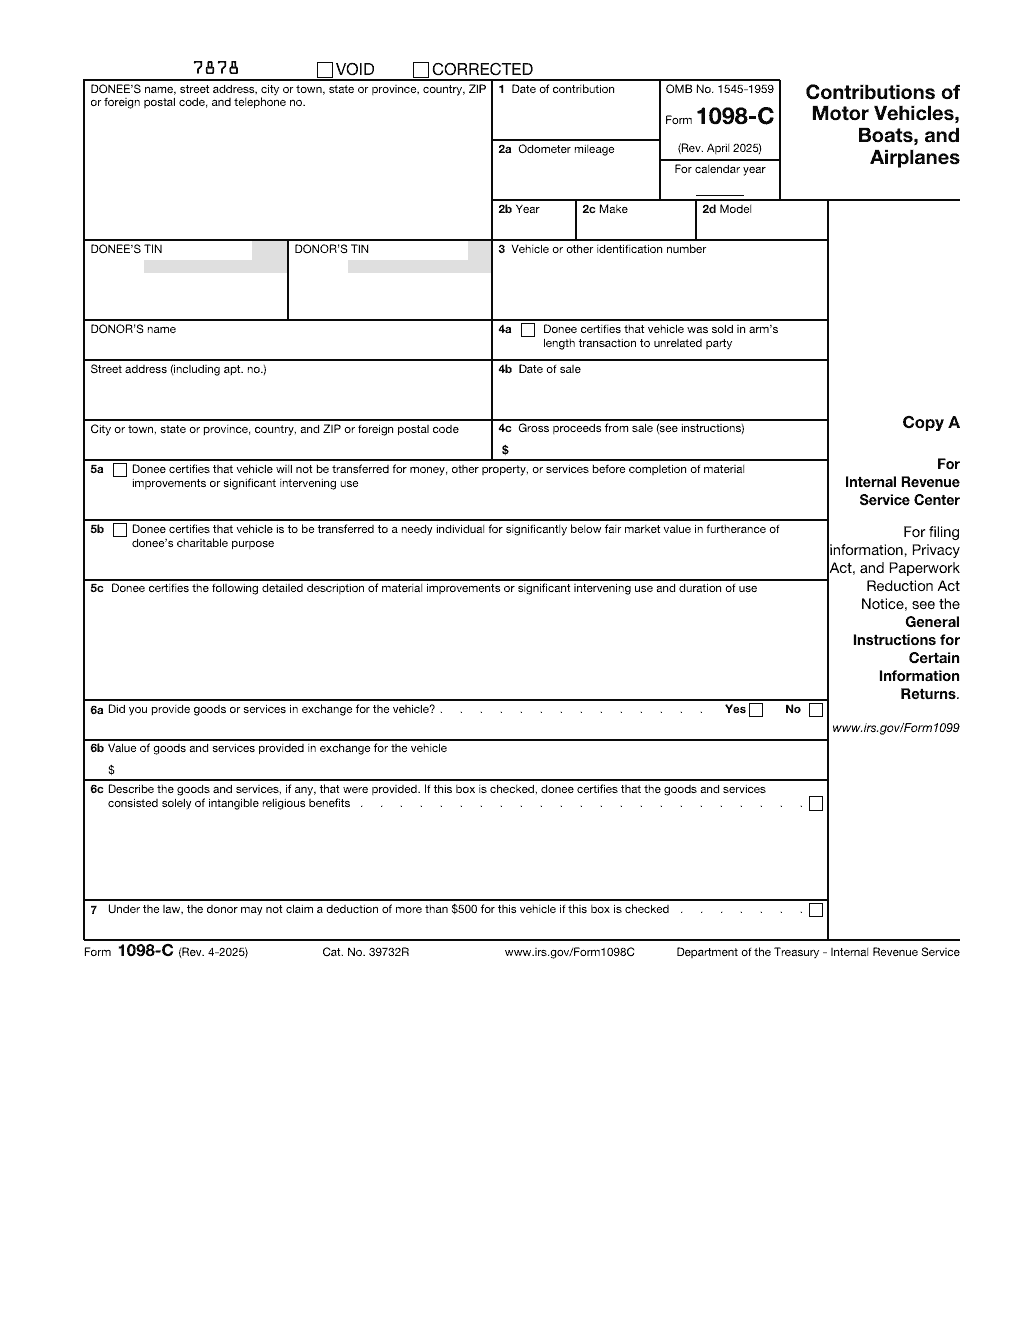 7878 VOID CORRECTED
DONEE'S name, street address, city or town, state or province, country, ZIP
or foreign postal code, and telephone no.
1 Date of contribution
2a Odometer mileage
OMB No. 1545-1959
Form 1098-C
(Rev. April 2025)
For calendar year
Contributions of
Motor Vehicles,
Boats, and
Airplanes
2b Year
2c Make
2d Model
DONEE'S TIN
DONOR'S TIN
3 Vehicle or other identification number
DONOR'S name
4a Donee certifies that vehicle was sold in arm's
length transaction to unrelated party
Street address (including apt. no.)
4b Date of sale
City or town, state or province, country, and ZIP or foreign postal code
4c Gross proceeds from sale (see instructions)
$
5a Donee certifies that vehicle will not be transferred for money, other property, or services before completion of material
improvements or significant intervening use
5b Donee certifies that vehicle is to be transferred to a needy individual for significantly below fair market value in furtherance of
donee's charitable purpose
5c Donee certifies the following detailed description of material improvements or significant intervening use and duration of use
6a Did you provide goods or services in exchange for the vehicle? . . . . . . . . . . . . . . Yes No
6b Value of goods and services provided in exchange for the vehicle
$
6c Describe the goods and services, if any, that were provided. If this box is checked, donee certifies that the goods and services
consisted solely of intangible religious benefits . . . . . . . . . . . . . . . . . . . . . . .
7 Under the law, the donor may not claim a deduction of more than $500 for this vehicle if this box is checked . . . . . . .
Copy A
For
Internal Revenue
Service Center
For filing
information, Privacy
Act, and Paperwork
Reduction Act
Notice, see the
General
Instructions for
Certain
Information
Returns.
www.irs.gov/Form1099
Form 1098-C (Rev. 4-2025) Cat. No. 39732R www.irs.gov/Form1098C Department of the Treasury - Internal Revenue Service